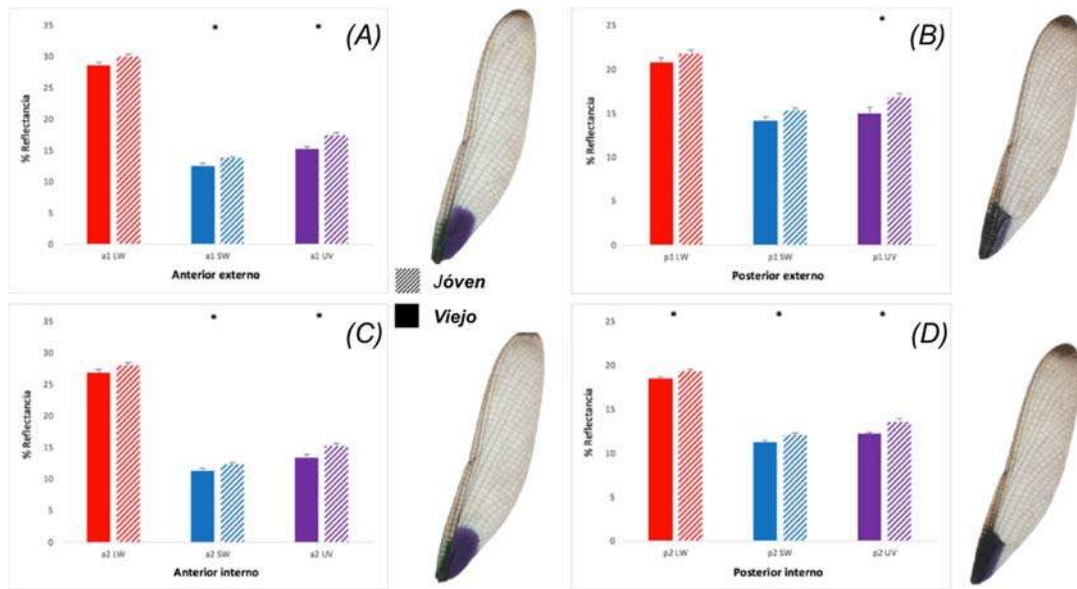 (A)
% Reflectancia
35
30
25
20
15
10
5
0
*
*
a1 LW
a1 SW
a1 UV
Anterior externo
(B)
% Reflectancia
25
20
15
10
5
0
*
p1 LW
p1 SW
p1 UV
Posterior externo
Jóven
Viejo
(C)
% Reflectancia
35
30
25
20
15
10
5
0
*
*
a2 LW
a2 SW
a2 UV
Anterior interno
(D)
% Reflectancia
25
20
15
10
5
0
*
*
*
p2 LW
p2 SW
p2 UV
Posterior interno